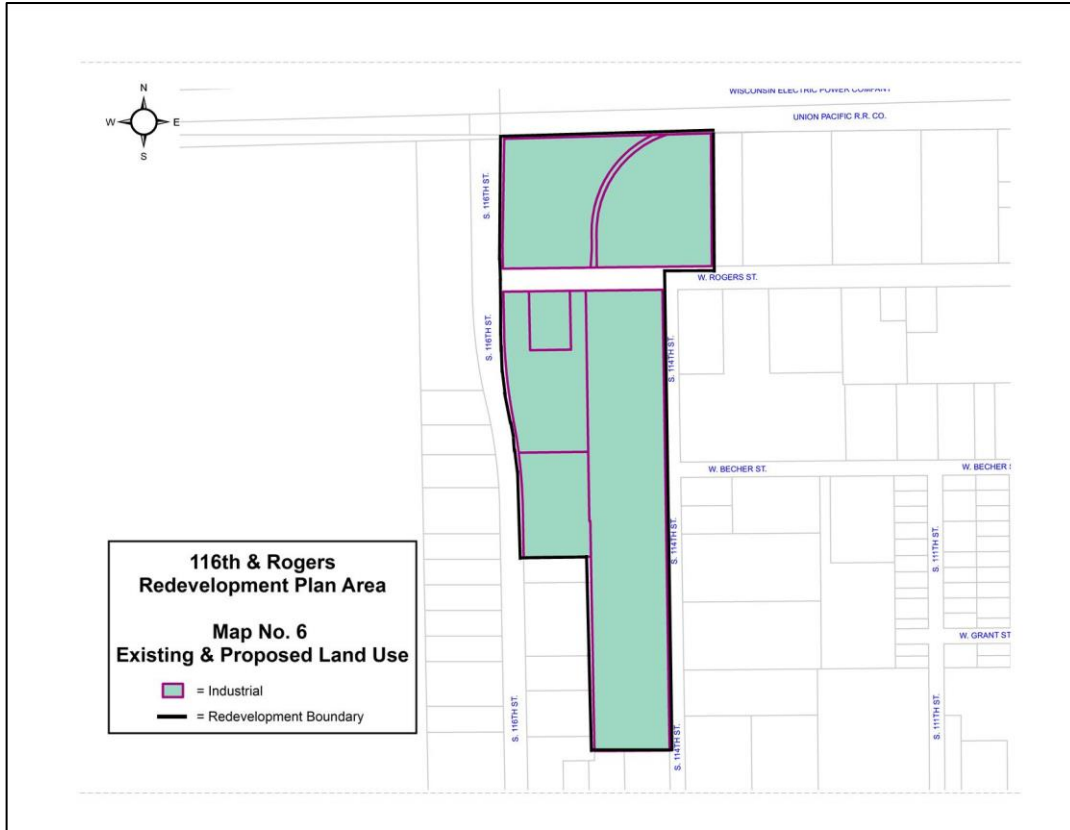 WISCONSIN ELECTRIC POWER COMPANY
N
W E
S
UNION PACIFIC R.R. CO.
S. 116TH ST.
W. ROGERS ST.
S. 116TH ST.
S. 114TH ST.
W. BECHER ST.
W. BECHER
S. 114TH ST.
S. 111TH ST.
W. GRANT ST
116th & Rogers
Redevelopment Plan Area
Map No. 6
Existing & Proposed Land Use
= Industrial
= Redevelopment Boundary
S. 116TH ST.
S. 114TH ST.
S. 111TH ST.